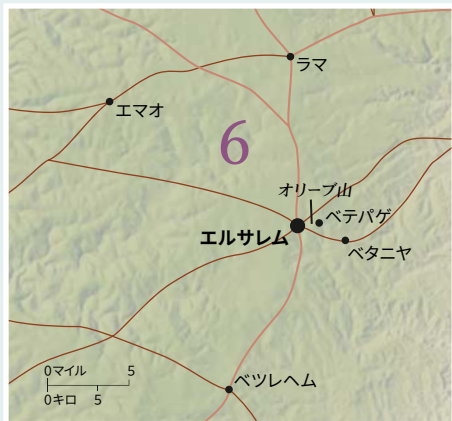 ラマ
エマオ
6
オリーブ山
ベテパゲ
エルサレム
ベタニヤ
0マイル 5
0キロ 5
ベツレヘム